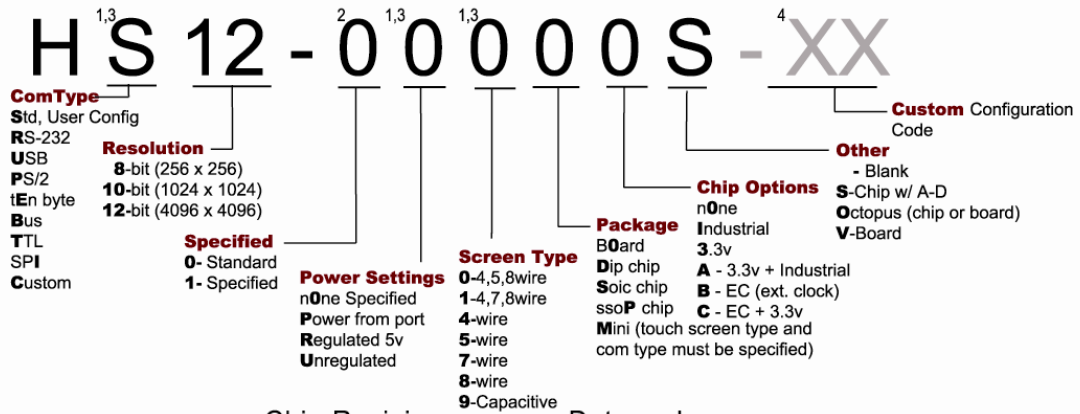 1,3 2 1,3 1,3 4
HS12-00000S-XX
ComType
Std, User Config
RS-232
USB
PS/2
tEn byte
Bus
TTL
SPI
Custom
Resolution
8-bit (256 x 256)
10-bit (1024 x 1024)
12-bit (4096 x 4096)
Specified
0- Standard
1- Specified
Power Settings
n0ne Specified
Power from port
Regulated 5v
Unregulated
Screen Type
0-4,5,8wire
1-4,7,8wire
4-wire
5-wire
7-wire
8-wire
9-Capacitive
Package
B0ard
Dip chip
Soic chip
ssoP chip
Mini (touch screen type and
com type must be specified)
Chip Options
n0ne
Industrial
3.3v
A - 3.3v + Industrial
B - EC (ext. clock)
C - EC + 3.3v
Other
- Blank
S-Chip w/ A-D
Octopus (chip or board)
V-Board
Custom Configuration
Code